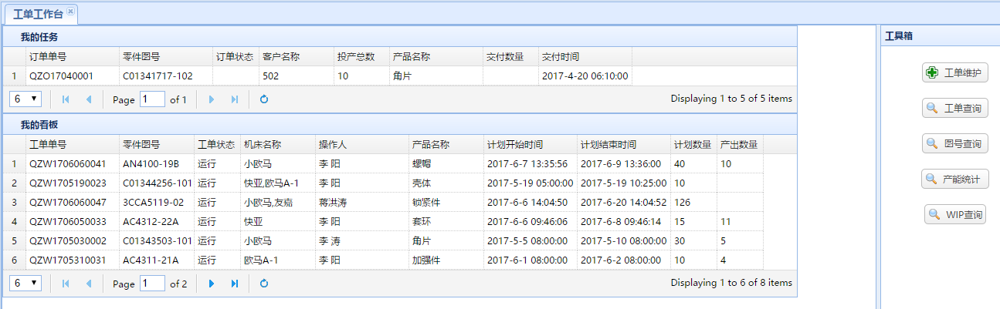 工单工作台
我的任务
订单单号 零件图号 订单状态 客户名称 投产总数 产品名称 交付数量 交付时间
1 QZO17040001 C01341717-102 502 10 角片 2017-4-20 06:10:00
6 Page 1 of 1 Displaying 1 to 5 of 5 items
我的看板
工单单号 零件图号 工单状态 机床名称 操作人 产品名称 计划开始时间 计划结束时间 计划数量 产出数量
1 QZW1706060041 AN4100-19B 运行 小欧马 李 阳 螺帽 2017-6-7 13:35:56 2017-6-9 13:36:00 40 10
2 QZW1705190023 C01344256-101 运行 快亚,欧马A-1 李 阳 壳体 2017-5-19 05:00:00 2017-5-19 10:25:00 10
3 QZW1706060047 3CCA5119-02 运行 小欧马,友嘉 蒋洪涛 锁紧件 2017-6-6 14:04:50 2017-6-20 14:04:52 126
4 QZW1706050033 AC4312-22A 运行 快亚 李 阳 套环 2017-6-6 09:46:06 2017-6-8 09:46:14 15 11
5 QZW1705030002 C01343503-101 运行 小欧马 李 涛 角片 2017-5-5 08:00:00 2017-5-10 08:00:00 30 5
6 QZW1705310031 AC4311-21A 运行 欧马A-1 李 阳 加强件 2017-6-1 08:00:00 2017-6-2 08:00:00 10 4
6 Page 1 of 2 Displaying 1 to 6 of 8 items
工具箱
工单维护
工单查询
图号查询
产能统计
WIP查询